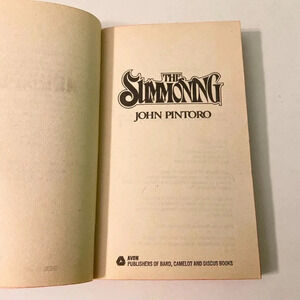 THE
SUMMONING
JOHN PINTORO
AVON
PUBLISHERS OF BARD, CAMELOT AND DISCUS BOOKS